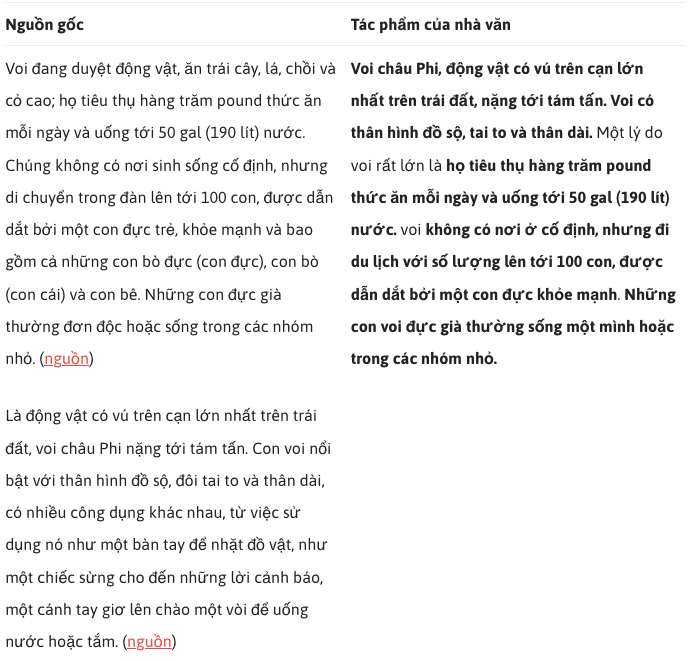 Nguồn gốc
Voi đang duyệt động vật, ăn trái cây, lá, chồi và
cỏ cao; họ tiêu thụ hàng trăm pound thức ăn
mỗi ngày và uống tới 50 gal (190 lít) nước.
Chúng không có nơi sinh sống cố định, nhưng
di chuyển trong đàn lên tới 100 con, được dẫn
dắt bởi một con đực trẻ, khỏe mạnh và bao
gồm cả những con bò đực (con đực), con bò
(con cái) và con bê. Những con đực già
thường đơn độc hoặc sống trong các nhóm
nhỏ. (nguồn)
Là động vật có vú trên cạn lớn nhất trên trái
đất, voi châu Phi nặng tới tám tấn. Con voi nổi
bật với thân hình đồ sộ, đôi tai to và thân dài,
có nhiều công dụng khác nhau, từ việc sử
dụng nó như một bàn tay để nhặt đồ vật, như
một chiếc sừng cho đến những lời cảnh báo,
một cánh tay giơ lên chào một vòi để uống
nước hoặc tắm. (nguồn)
Tác phẩm của nhà văn
Voi châu Phi, động vật có vú trên cạn lớn
nhất trên trái đất, nặng tới tám tấn. Voi có
thân hình đồ sộ, tai to và thân dài. Một lý do
voi rất lớn là họ tiêu thụ hàng trăm pound
thức ăn mỗi ngày và uống tới 50 gal (190 lít)
nước. voi không có nơi ở cố định, nhưng đi
du lịch với số lượng lên tới 100 con, được
dẫn dắt bởi một con đực khỏe mạnh. Những
con voi đực già thường sống một mình hoặc
trong các nhóm nhỏ.